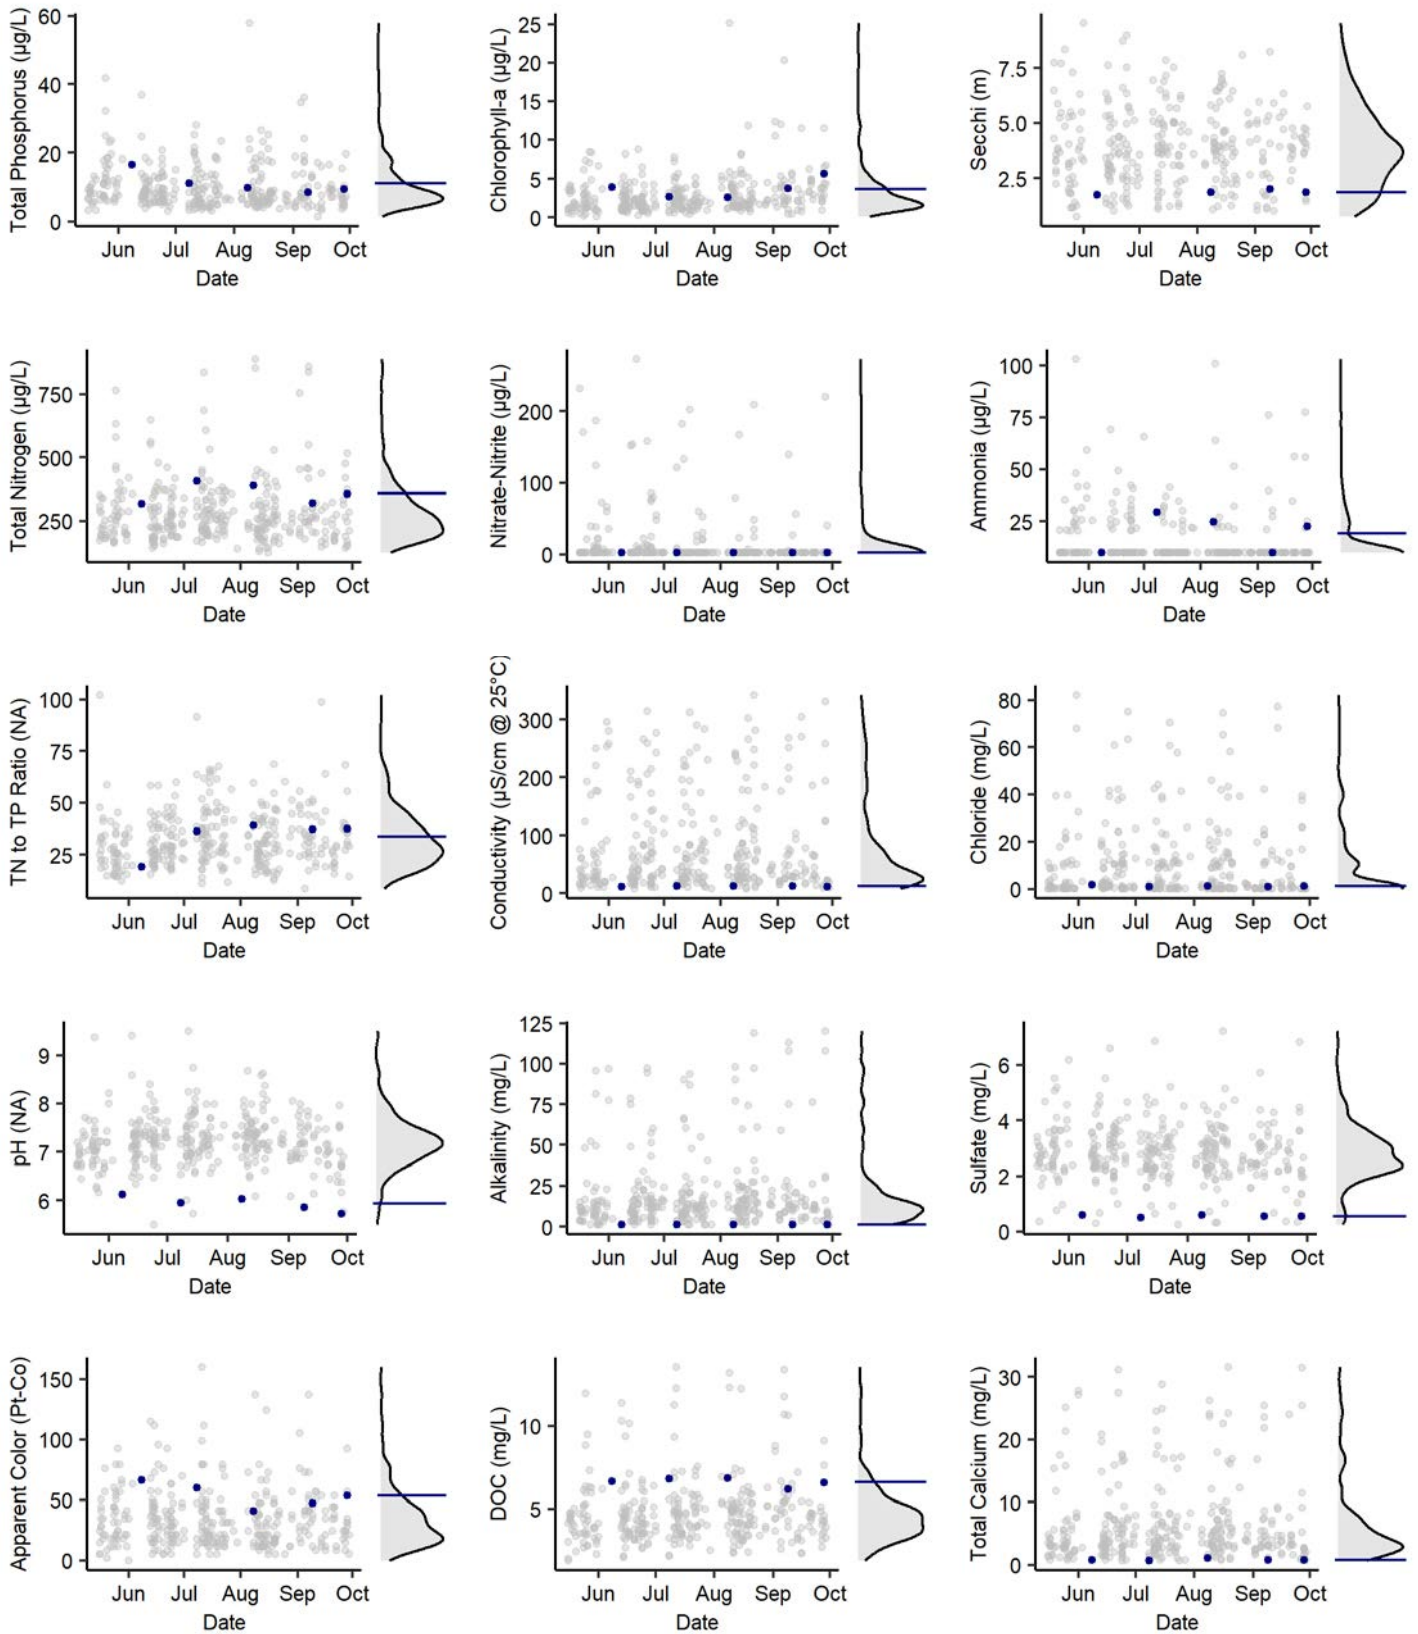 Total Phosphorus (µg/L)
60
40
20
0
Jun Jul Aug Sep Oct
Date
Chlorophyll-a (µg/L)
25
20
15
10
5
0
Jun Jul Aug Sep Oct
Date
Secchi (m)
7.5
5.0
2.5
Jun Jul Aug Sep Oct
Date
Total Nitrogen (µg/L)
750
500
250
Jun Jul Aug Sep Oct
Date
Nitrate-Nitrite (µg/L)
200
100
0
Jun Jul Aug Sep Oct
Date
Ammonia (µg/L)
100
75
50
25
Jun Jul Aug Sep Oct
Date
TN to TP Ratio (NA)
100
75
50
25
Jun Jul Aug Sep Oct
Date
Conductivity (µS/cm @ 25°C)
300
200
100
0
Jun Jul Aug Sep Oct
Date
Chloride (mg/L)
80
60
40
20
0
Jun Jul Aug Sep Oct
Date
pH (NA)
9
8
7
6
Jun Jul Aug Sep Oct
Date
Alkalinity (mg/L)
125
100
75
50
25
0
Jun Jul Aug Sep Oct
Date
Sulfate (mg/L)
6
4
2
0
Jun Jul Aug Sep Oct
Date
Apparent Color (Pt-Co)
150
100
50
0
Jun Jul Aug Sep Oct
Date
DOC (mg/L)
10
5
Jun Jul Aug Sep Oct
Date
Total Calcium (mg/L)
30
20
10
0
Jun Jul Aug Sep Oct
Date